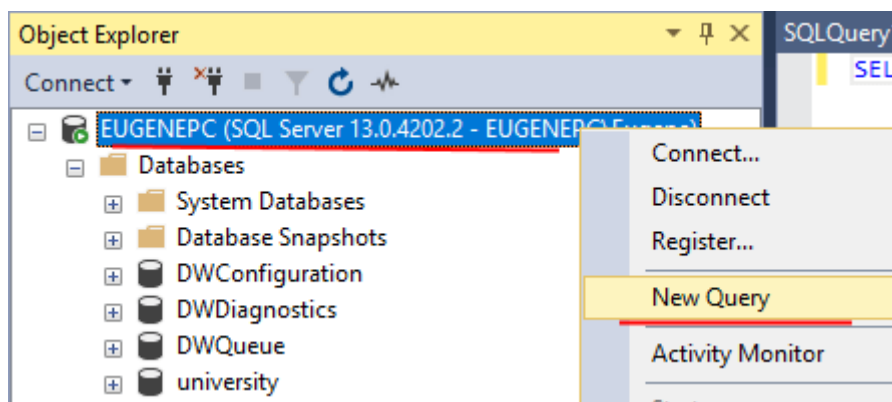 Object Explorer
SQLQuery
Connect
SEL
EUGENEPC (SQL Server 13.0.4202.2 - EUGENEPC\Eugene)
Connect...
Databases
Disconnect
System Databases
Database Snapshots
Register...
DWConfiguration
New Query
DWDiagnostics
DWQueue
Activity Monitor
university